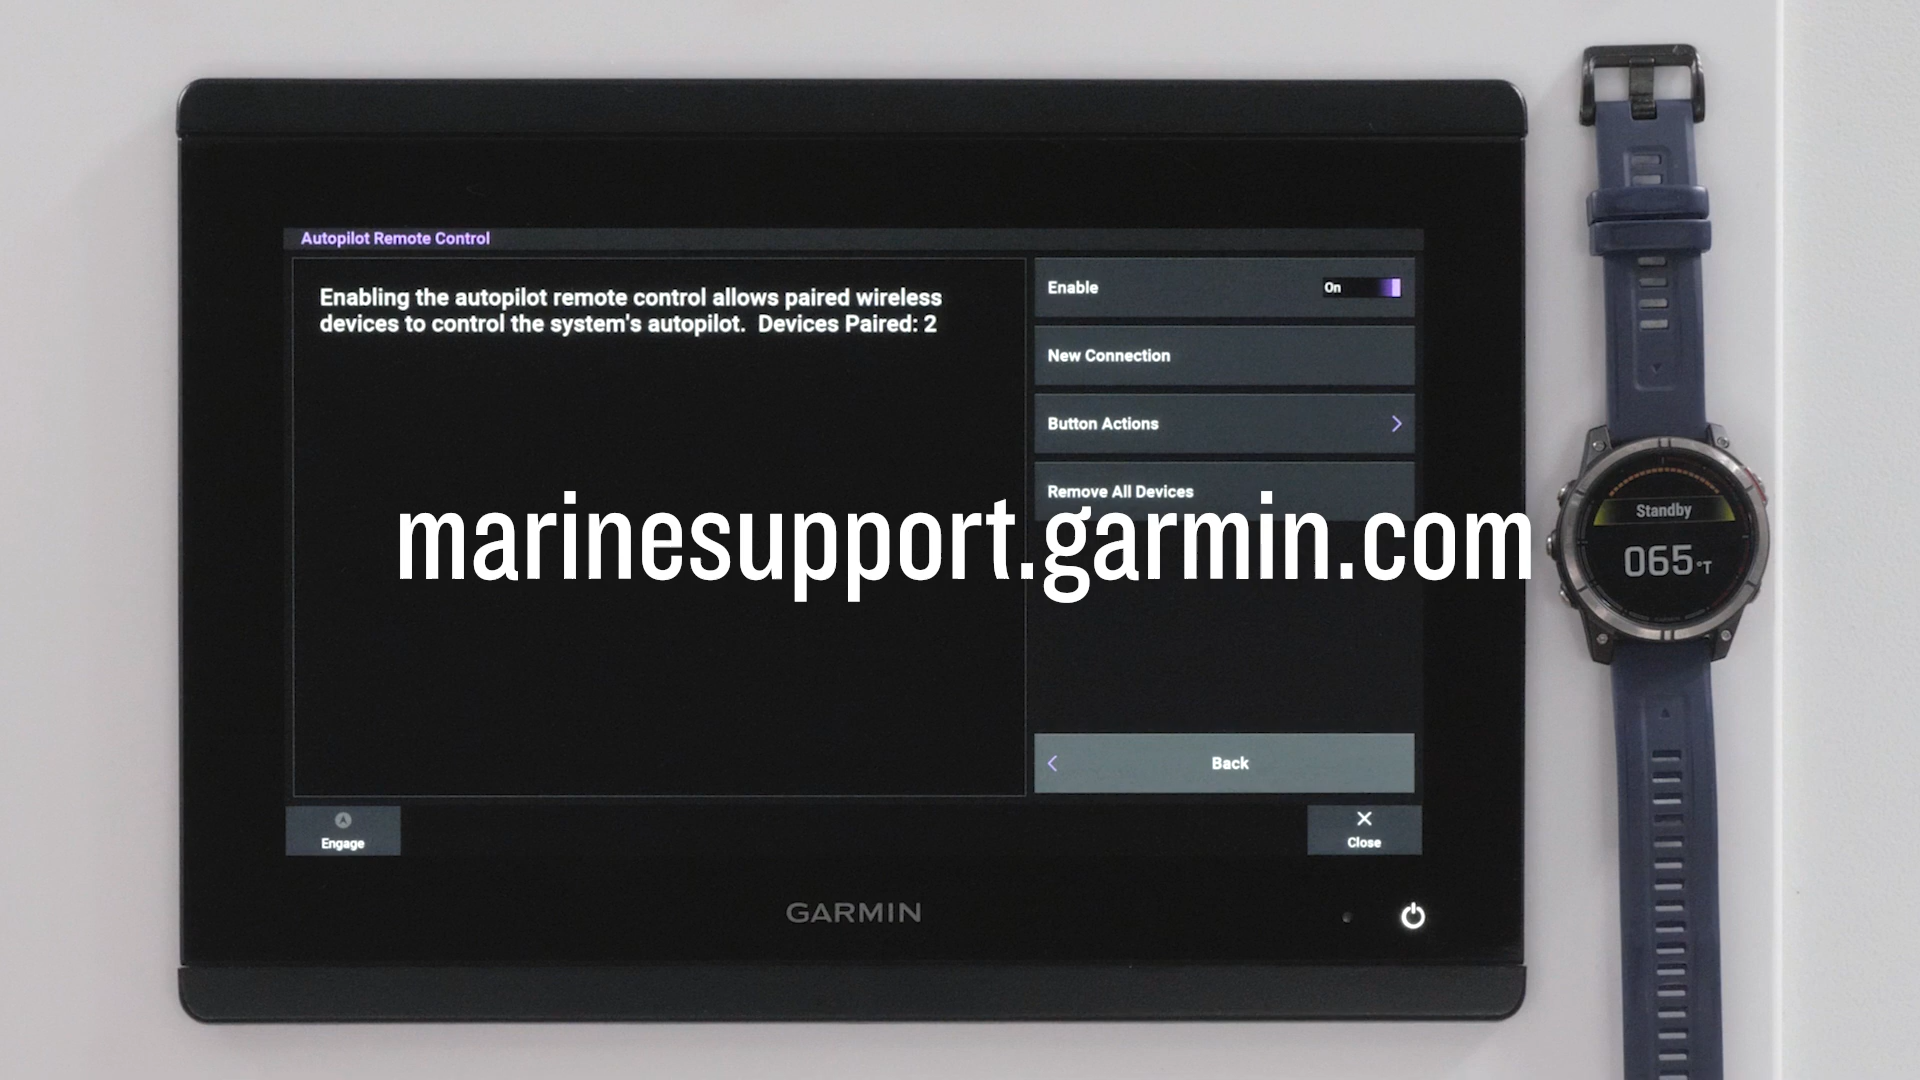 Autopilot Remote Control
Enabling the autopilot remote control allows paired wireless
devices to control the system's autopilot.  Devices Paired: 2
Enable
On
New Connection
Button Actions
Remove All Devices
marinesupport.garmin.com
Standby
065°T
Back
Engage
Close
GARMIN